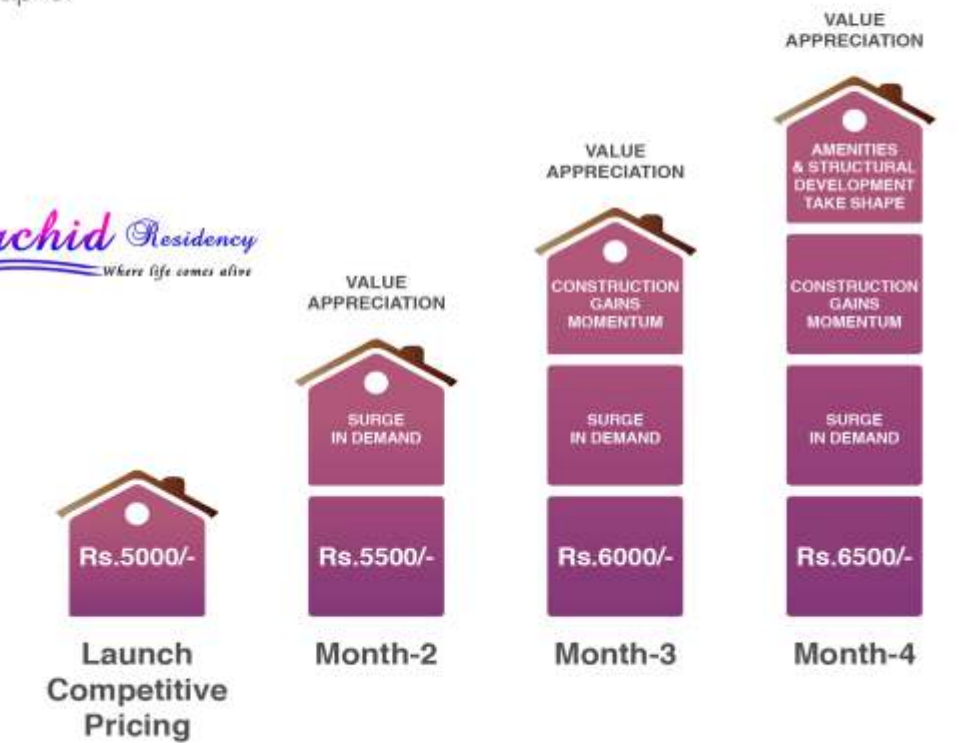 VALUE
APPRECIATION
AMENITIES
& STRUCTURAL
DEVELOPMENT
TAKE SHAPE
VALUE
APPRECIATION
Residency
Where life comes alive
VALUE
APPRECIATION
CONSTRUCTION
GAINS
MOMENTUM
CONSTRUCTION
GAINS
MOMENTUM
SURGE
IN DEMAND
SURGE
IN DEMAND
SURGE
IN DEMAND
Rs.5000/-
Rs.5500/-
Rs.6000/-
Rs.6500/-
Launch
Competitive
Pricing
Month-2
Month-3
Month-4